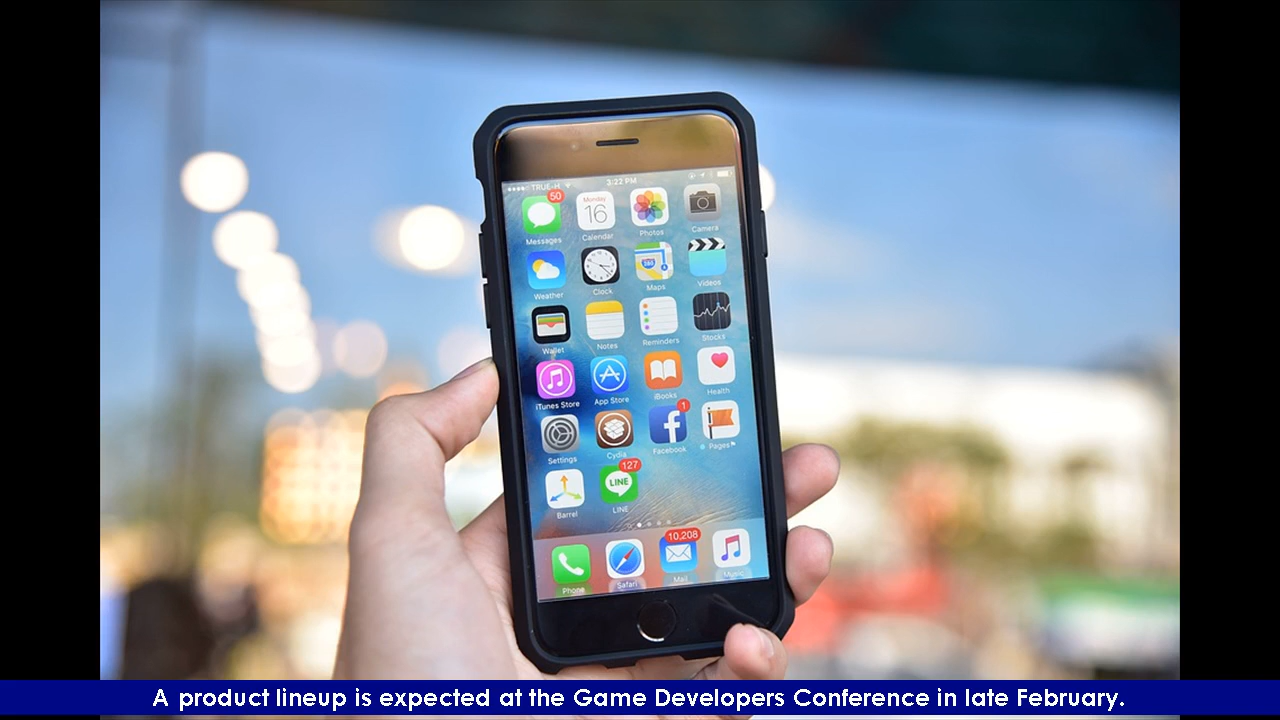 TRUE-H 3:22 PM
50 Monday
16
Messages Calendar Photos Camera
280
Weather Clock Maps Videos
Wallet Notes Reminders Stocks
iTunes Store App Store iBooks Health
1
Settings Cydia Facebook Pages
127
LINE
Barrel LINE
10,208
Phone Safari Mail Music
A product lineup is expected at the Game Developers Conference in late February.